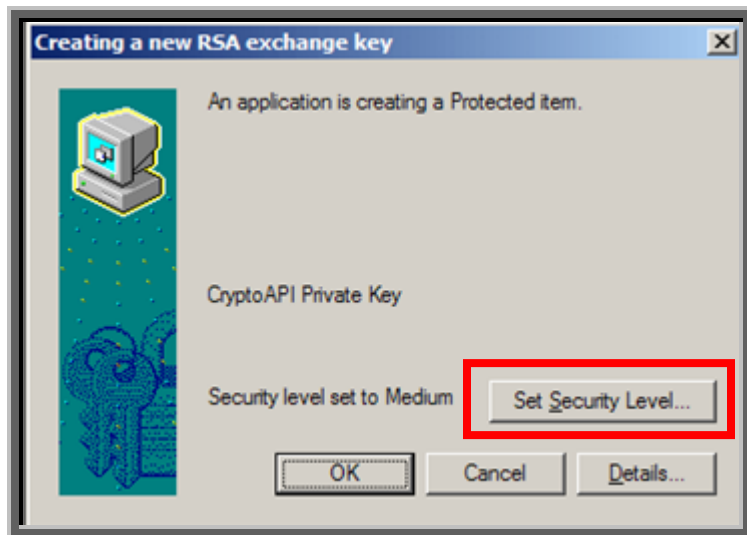 Creating a new RSA exchange key
An application is creating a Protected item.
CryptoAPI Private Key
Security level set to Medium
Set Security Level...
OK
Cancel
Details...